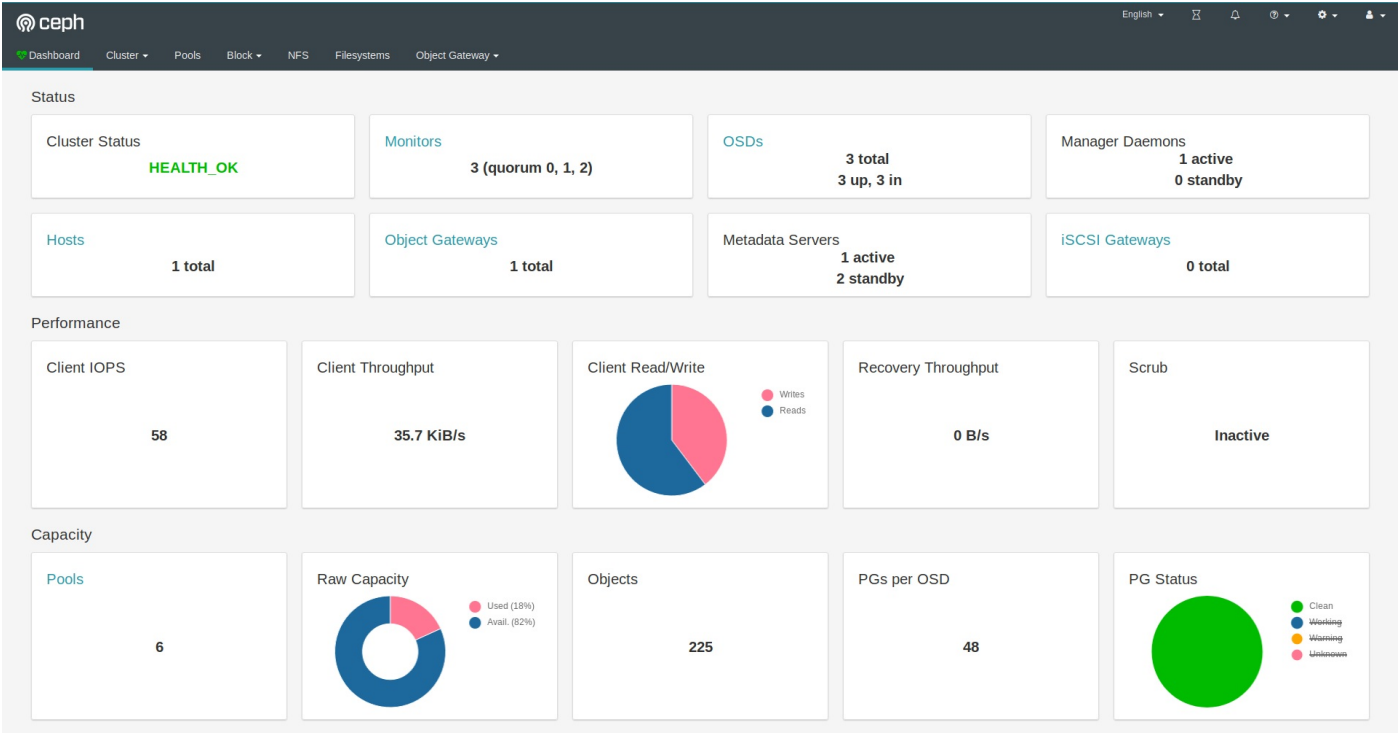 ceph
English
Dashboard Cluster Pools Block NFS Filesystems Object Gateway
Status
Cluster Status
HEALTH_OK
Monitors
3 (quorum 0, 1, 2)
OSDs
3 total
3 up, 3 in
Manager Daemons
1 active
0 standby
Hosts
1 total
Object Gateways
1 total
Metadata Servers
1 active
2 standby
iSCSI Gateways
0 total
Performance
Client IOPS
58
Client Throughput
35.7 KiB/s
Client Read/Write
Writes
Reads
Recovery Throughput
0 B/s
Scrub
Inactive
Capacity
Pools
6
Raw Capacity
Used (18%)
Avail. (82%)
Objects
225
PGs per OSD
48
PG Status
Clean
Working
Warning
Unknown